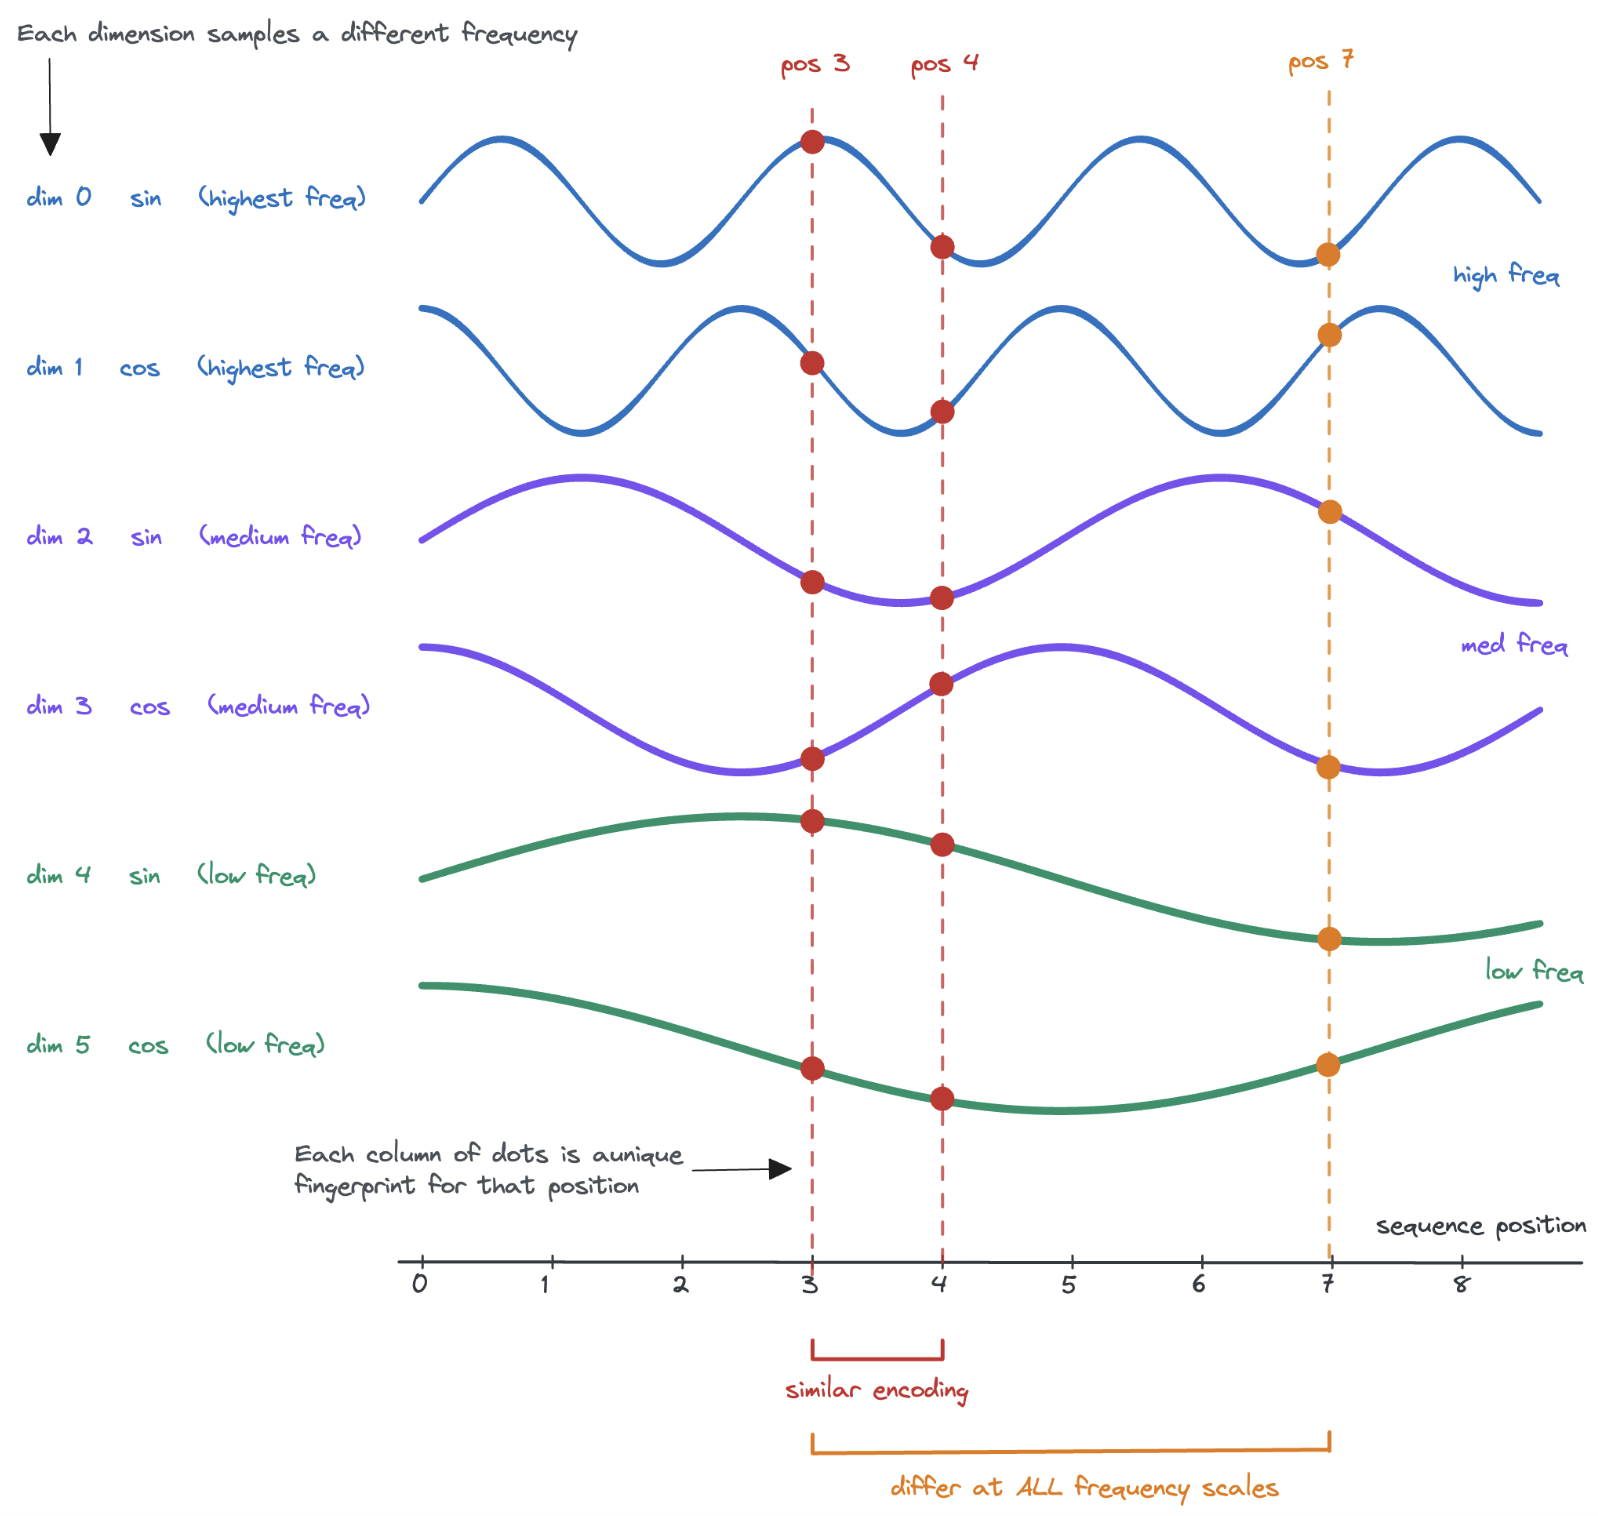 Each dimension samples a different frequency
pos 3
pos 4
pos 7
dim 0 sin (highest freq)
high freq
dim 1 cos (highest freq)
dim 2 sin (medium freq)
med freq
dim 3 cos (medium freq)
dim 4 sin (low freq)
low freq
dim 5 cos (low freq)
Each column of dots is aunique
fingerprint for that position
sequence position
0 1 2 3 4 5 6 7 8
similar encoding
differ at ALL frequency scales